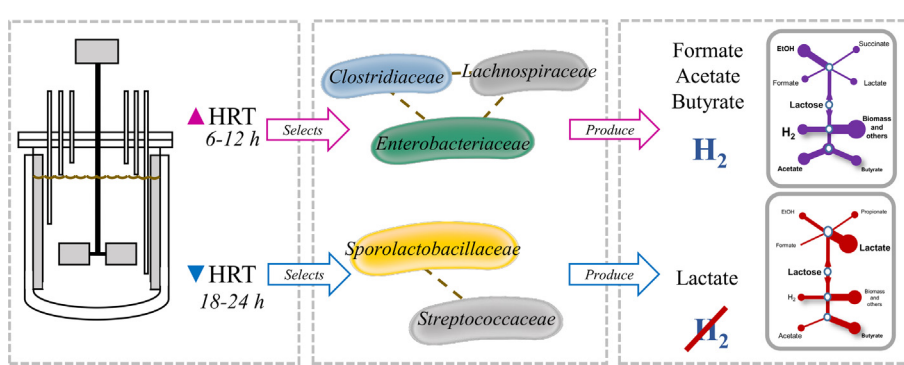 ▲HRT
6-12 h
Selects
Clostridiaceae
Lachnospiraceae
Enterobacteriaceae
Produce
Formate
Acetate
Butyrate
H2
EtOH
Succinate
Formate
Lactate
Lactose
H2
Biomass
and
others
Acetate
Butyrate
▼HRT
18-24 h
Selects
Sporolactobacillaceae
Streptococcaceae
Produce
Lactate
H2
EtOH
Propionate
Formate
Lactate
Lactose
H2
Biomass
and
others
Acetate
Butyrate